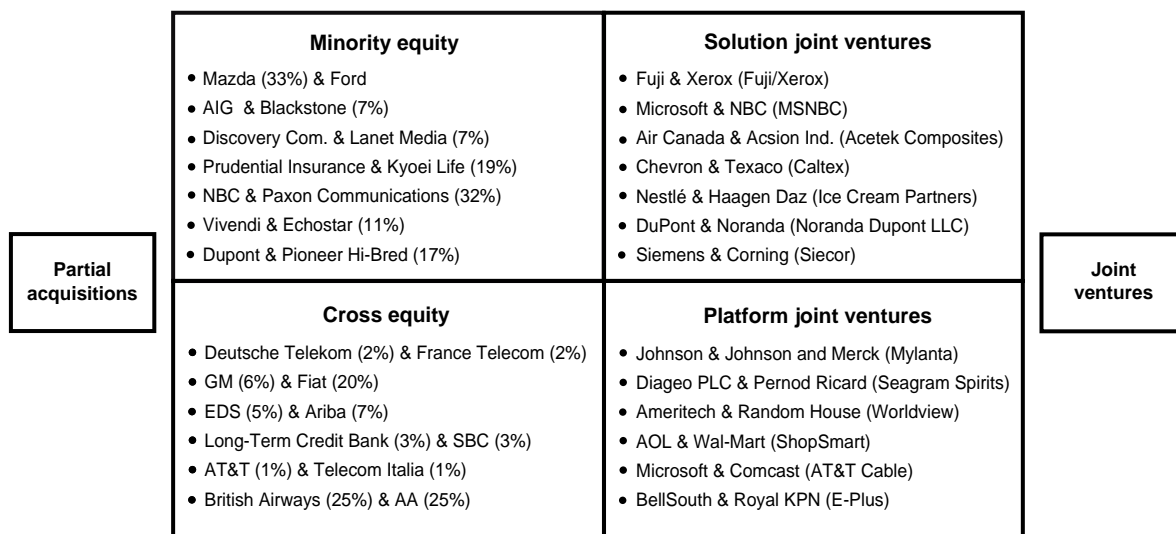 Minority equity
• Mazda (33%) & Ford
• AIG & Blackstone (7%)
• Discovery Com. & Lanet Media (7%)
• Prudential Insurance & Kyoei Life (19%)
• NBC & Paxon Communications (32%)
• Vivendi & Echostar (11%)
• Dupont & Pioneer Hi-Bred (17%)
Solution joint ventures
• Fuji & Xerox (Fuji/Xerox)
• Microsoft & NBC (MSNBC)
• Air Canada & Acsion Ind. (Acetek Composites)
• Chevron & Texaco (Caltex)
• Nestlé & Haagen Daz (Ice Cream Partners)
• DuPont & Noranda (Noranda Dupont LLC)
• Siemens & Corning (Siecor)
Partial
acquisitions
Joint
ventures
Cross equity
• Deutsche Telekom (2%) & France Telecom (2%)
• GM (6%) & Fiat (20%)
• EDS (5%) & Ariba (7%)
• Long-Term Credit Bank (3%) & SBC (3%)
• AT&T (1%) & Telecom Italia (1%)
• British Airways (25%) & AA (25%)
Platform joint ventures
• Johnson & Johnson and Merck (Mylanta)
• Diageo PLC & Pernod Ricard (Seagram Spirits)
• Ameritech & Random House (Worldview)
• AOL & Wal-Mart (ShopSmart)
• Microsoft & Comcast (AT&T Cable)
• BellSouth & Royal KPN (E-Plus)